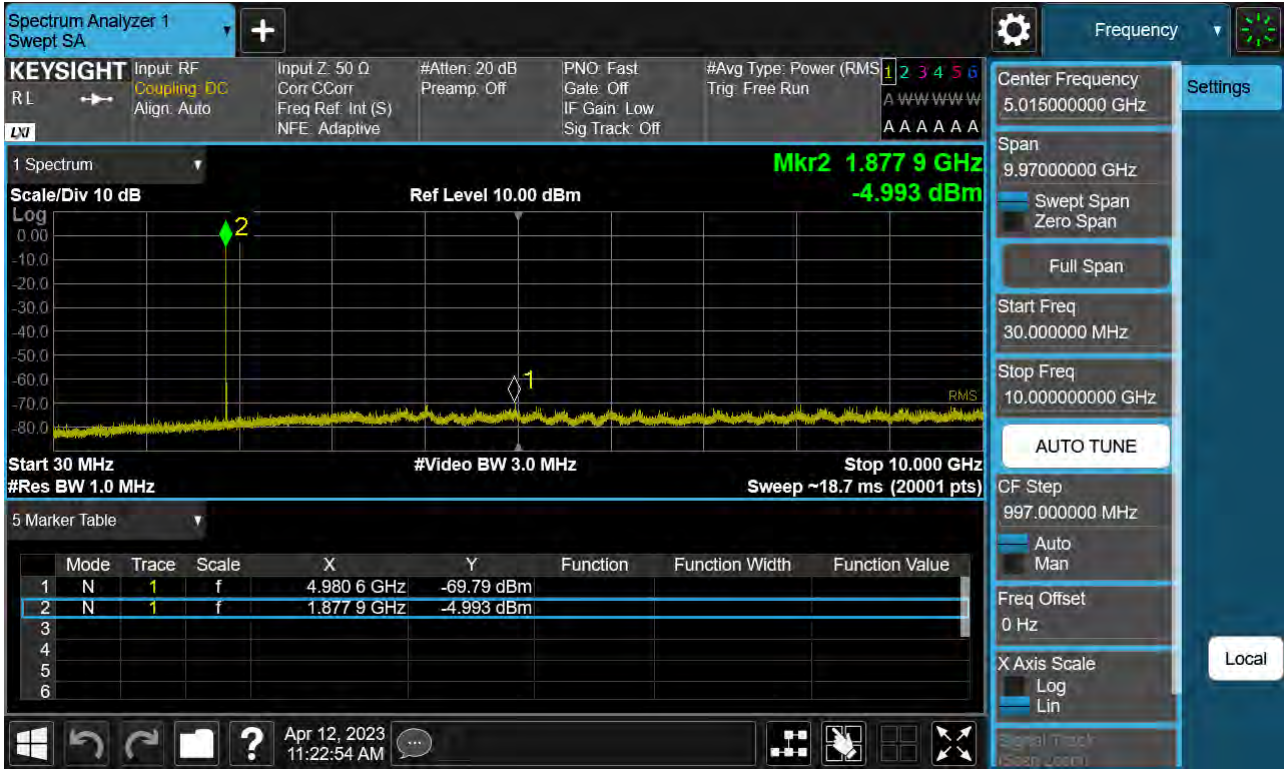 Spectrum Analyzer 1
Swept SA
+
Frequency
KEYSIGHT
RL
LXI
Input: RF
Coupling: DC
Align: Auto
Input Z: 50 Ω
Corr CCorr
Freq Ref: Int (S)
NFE: Adaptive
#Atten: 20 dB
Preamp: Off
PNO: Fast
Gate: Off
IF Gain: Low
Sig Track: Off
#Avg Type: Power (RMS
Trig: Free Run
1 2 3 4 5 6
A W W W W W
A A A A A A
1 Spectrum
Scale/Div 10 dB
Ref Level 10.00 dBm
Mkr2 1.877 9 GHz
-4.993 dBm
Log
0.00
-10.0
-20.0
-30.0
-40.0
-50.0
-60.0
-70.0
-80.0
2
1
RMS
Start 30 MHz
#Video BW 3.0 MHz
Stop 10.000 GHz
#Res BW 1.0 MHz
Sweep ~18.7 ms (20001 pts)
5 Marker Table
Mode Trace Scale X Y Function Function Width Function Value
1 N 1 f 4.980 6 GHz -69.79 dBm
2 N 1 f 1.877 9 GHz -4.993 dBm
3
4
5
6
Apr 12, 2023
11:22:54 AM
?
Center Frequency
5.015000000 GHz
Settings
Span
9.97000000 GHz
Swept Span
Zero Span
Full Span
Start Freq
30.000000 MHz
Stop Freq
10.000000000 GHz
AUTO TUNE
CF Step
997.000000 MHz
Auto
Man
Freq Offset
0 Hz
X Axis Scale
Log
Lin
Local
Signal Track
(Span Zoom)